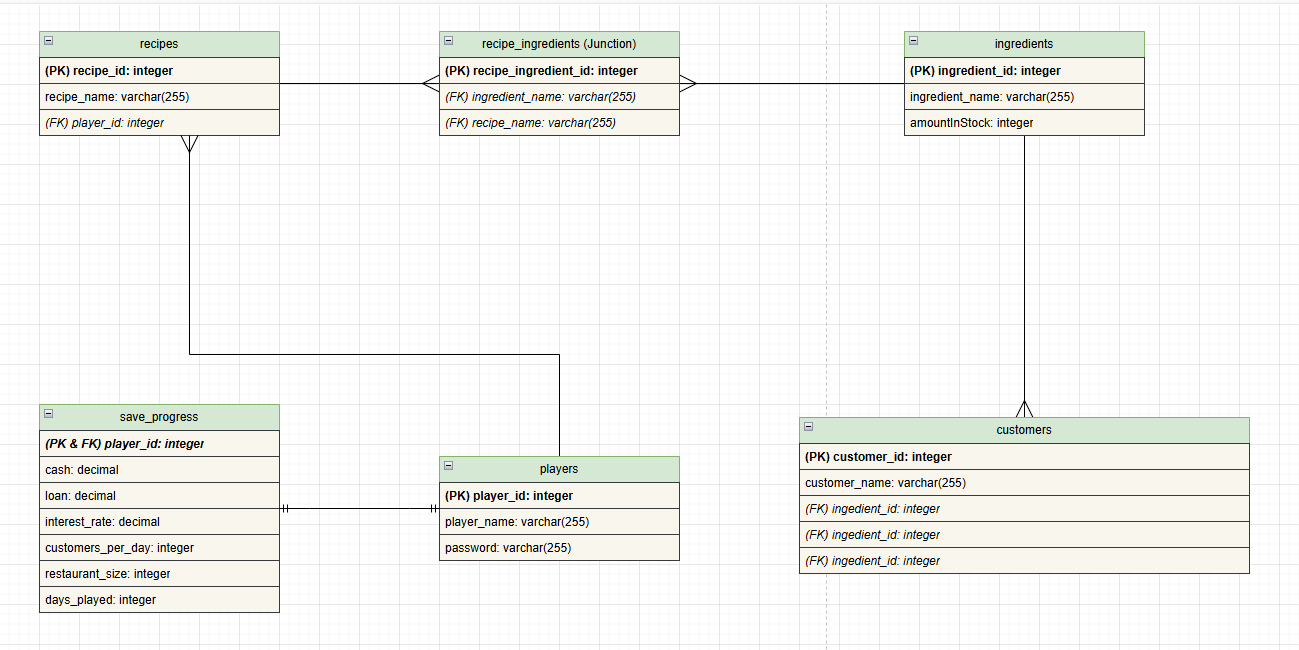 recipes
(PK) recipe_id: integer
recipe_name: varchar(255)
(FK) player_id: integer
recipe_ingredients (Junction)
(PK) recipe_ingredient_id: integer
(FK) ingredient_name: varchar(255)
(FK) recipe_name: varchar(255)
ingredients
(PK) ingredient_id: integer
ingredient_name: varchar(255)
amountInStock: integer
save_progress
(PK & FK) player_id: integer
cash: decimal
loan: decimal
interest_rate: decimal
customers_per_day: integer
restaurant_size: integer
days_played: integer
players
(PK) player_id: integer
player_name: varchar(255)
password: varchar(255)
customers
(PK) customer_id: integer
customer_name: varchar(255)
(FK) ingedient_id: integer
(FK) ingedient_id: integer
(FK) ingedient_id: integer